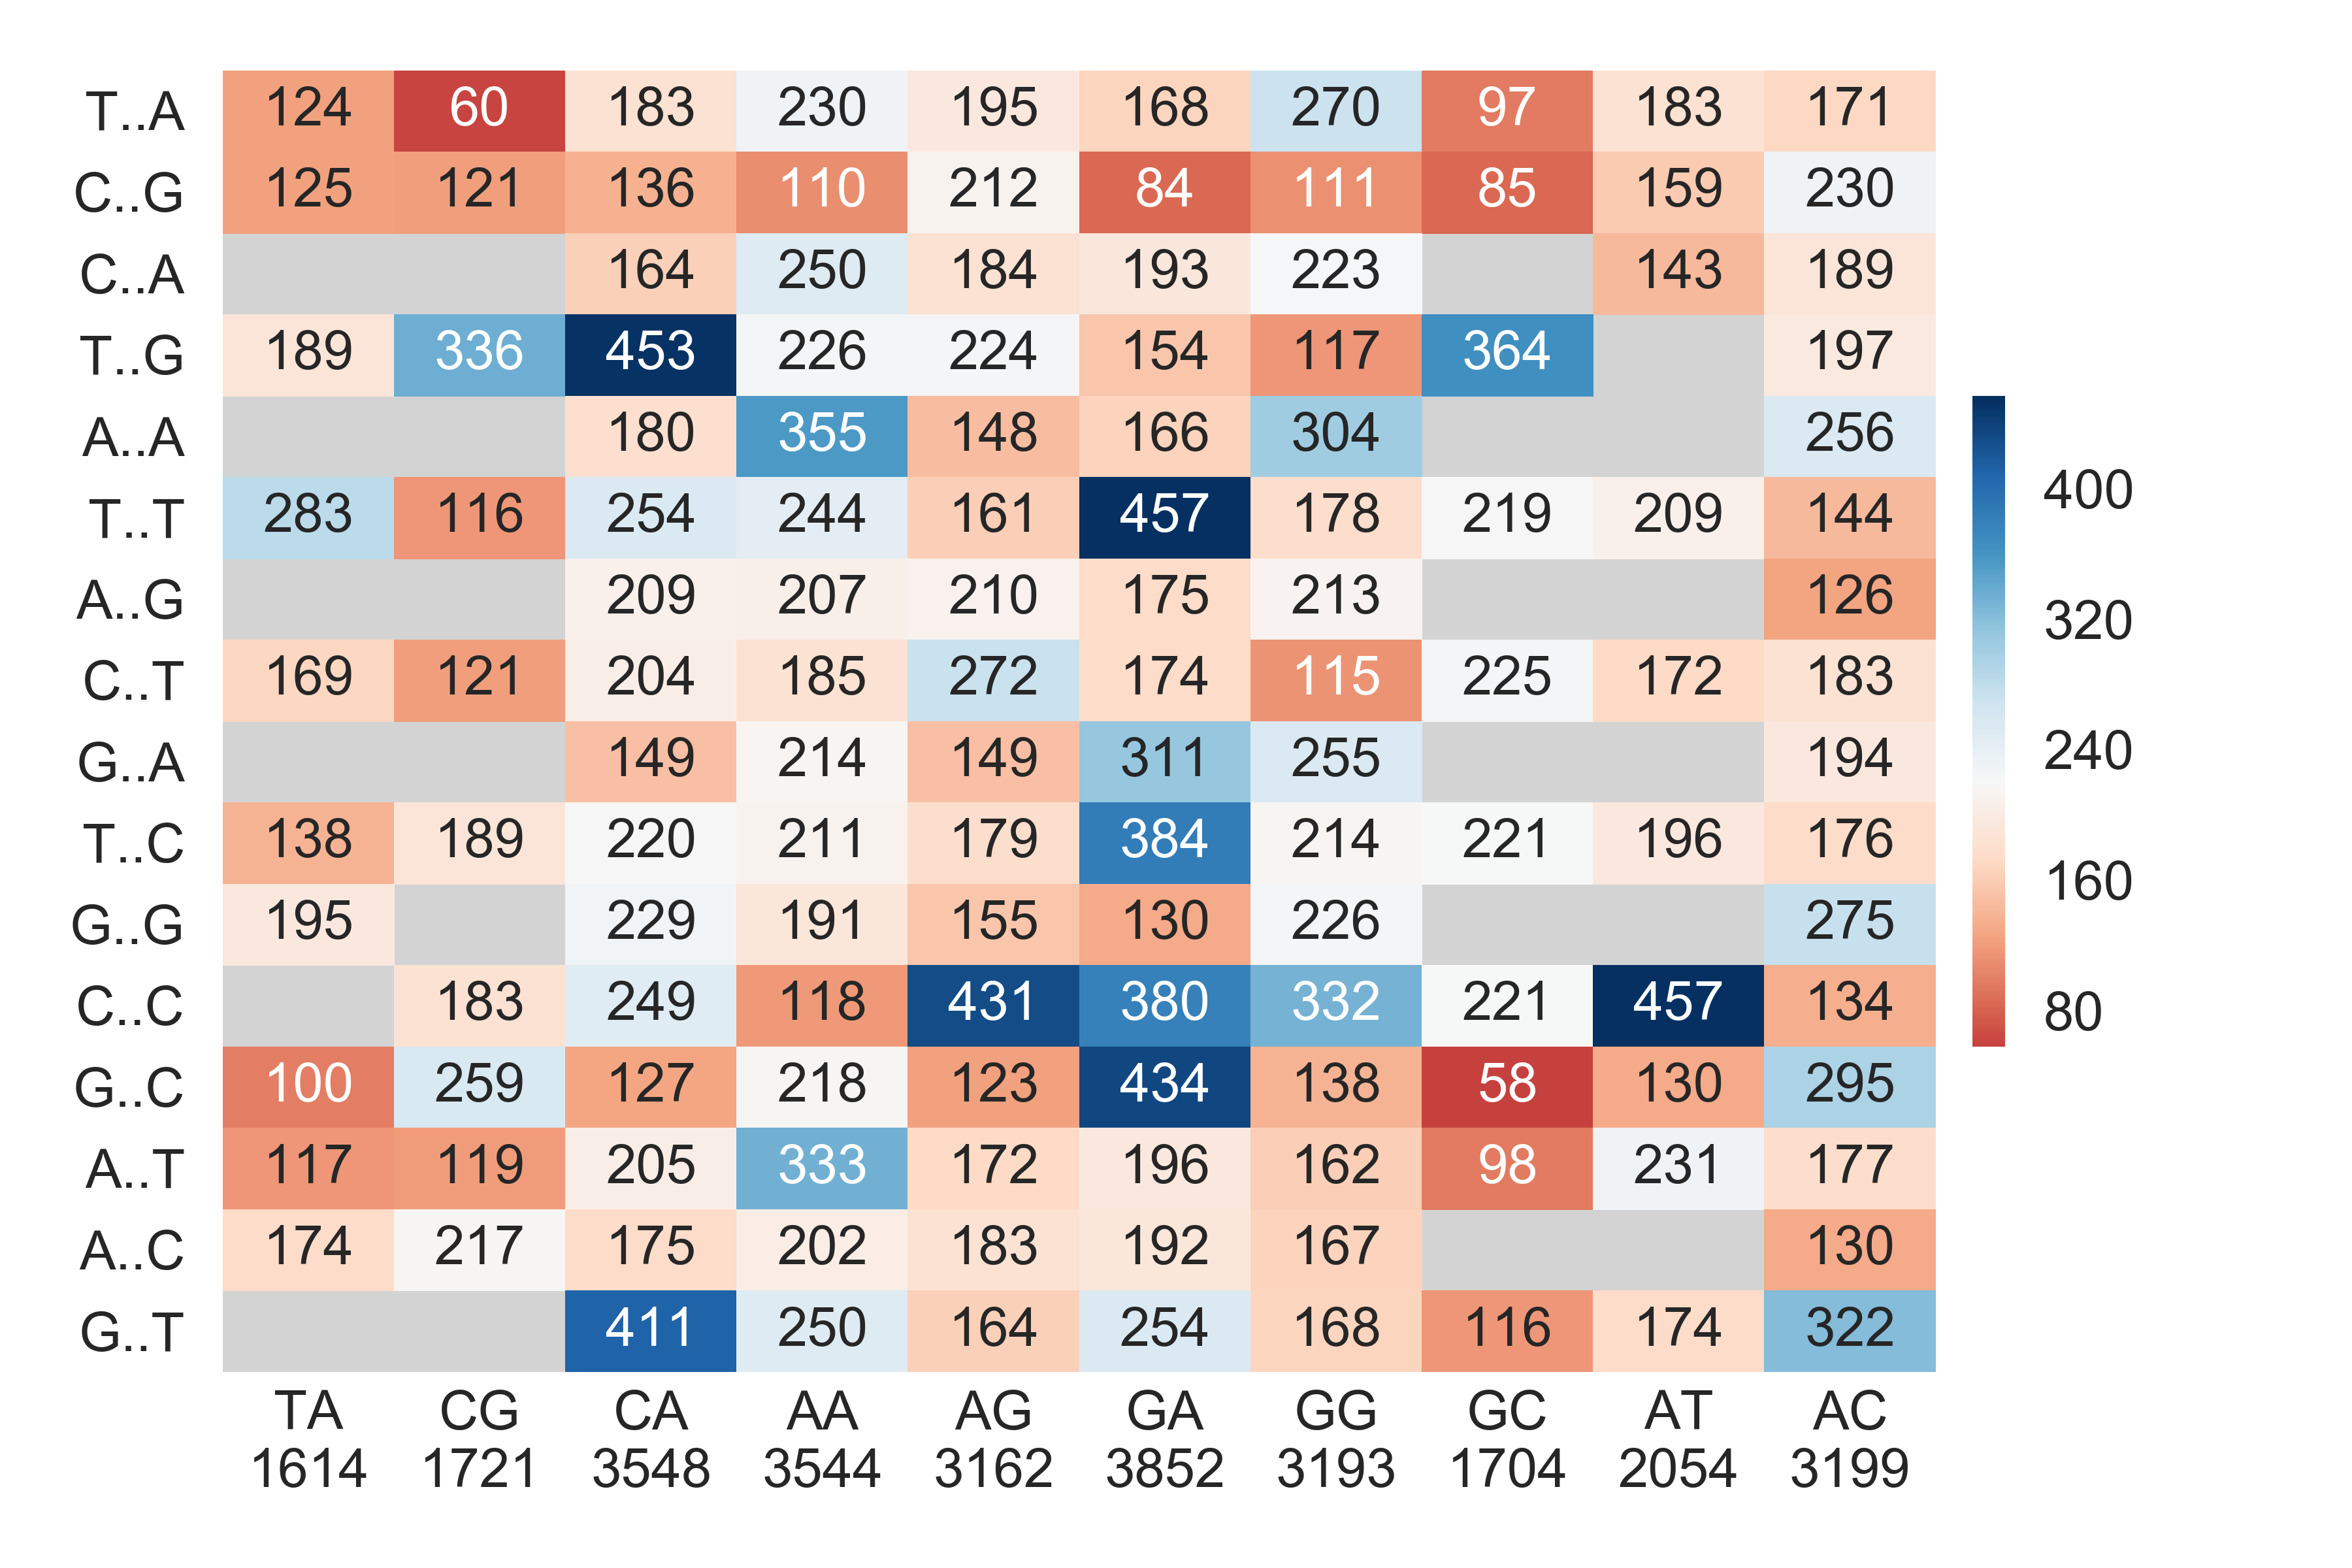 T..A 124 60 183 230 195 168 270 97 183 171
C..G 125 121 136 110 212 84 111 85 159 230
C..A 164 250 184 193 223 143 189
T..G 189 336 453 226 224 154 117 364 197
A..A 180 355 148 166 304 256
T..T 283 116 254 244 161 457 178 219 209 144
A..G 209 207 210 175 213 126
C..T 169 121 204 185 272 174 115 225 172 183
G..A 149 214 149 311 255 194
T..C 138 189 220 211 179 384 214 221 196 176
G..G 195 229 191 155 130 226 275
C..C 183 249 118 431 380 332 221 457 134
G..C 100 259 127 218 123 434 138 58 130 295
A..T 117 119 205 333 172 196 162 98 231 177
A..C 174 217 175 202 183 192 167 130
G..T 411 250 164 254 168 116 174 322
TA CG CA AA AG GA GG GC AT AC
1614 1721 3548 3544 3162 3852 3193 1704 2054 3199
400
320
240
160
80